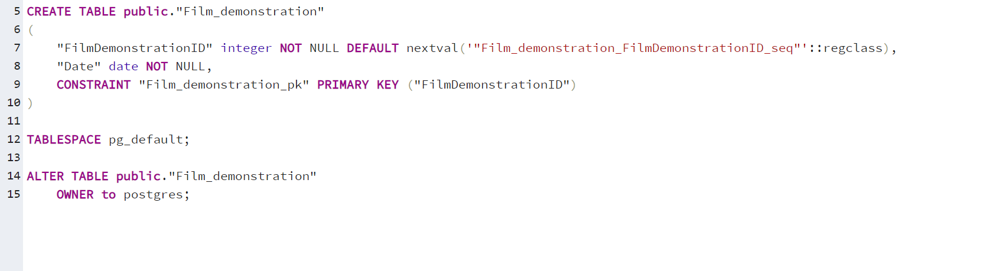 5 CREATE TABLE public."Film_demonstration"
6 (
7     "FilmDemonstrationID" integer NOT NULL DEFAULT nextval('"Film_demonstration_FilmDemonstrationID_seq"'::regclass),
8     "Date" date NOT NULL,
9     CONSTRAINT "Film_demonstration_pk" PRIMARY KEY ("FilmDemonstrationID")
10 )
11
12 TABLESPACE pg_default;
13
14 ALTER TABLE public."Film_demonstration"
15     OWNER to postgres;